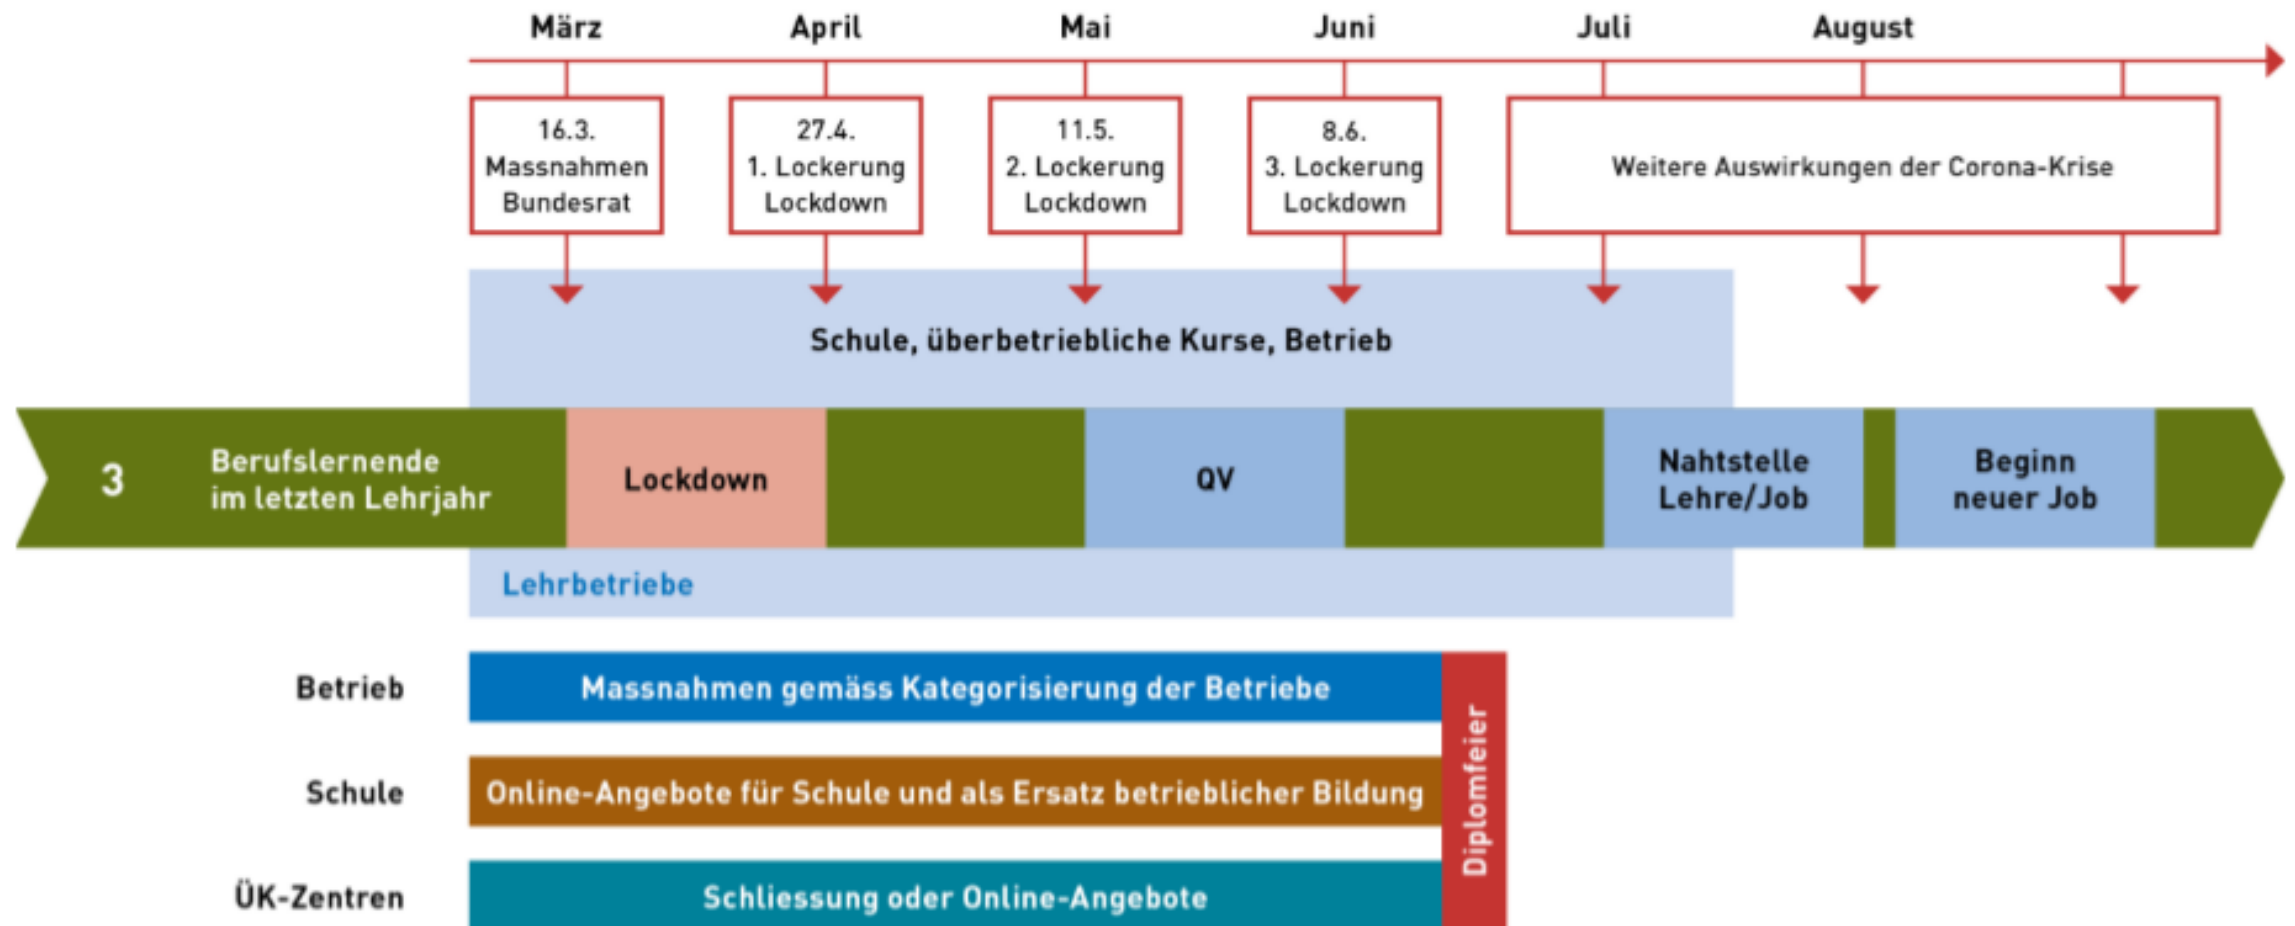 März
April
Mai
Juni
Juli
August
16.3.
Massnahmen
Bundesrat
27.4.
1. Lockerung
Lockdown
11.5.
2. Lockerung
Lockdown
8.6.
3. Lockerung
Lockdown
Weitere Auswirkungen der Corona-Krise
Schule, überbetriebliche Kurse, Betrieb
3
Berufslernende
im letzten Lehrjahr
Lockdown
QV
Nahtstelle
Lehre/Job
Beginn
neuer Job
Lehrbetriebe
Betrieb
Massnahmen gemäss Kategorisierung der Betriebe
Schule
Online-Angebote für Schule und als Ersatz betrieblicher Bildung
ÜK-Zentren
Schliessung oder Online-Angebote
Diplomfeier